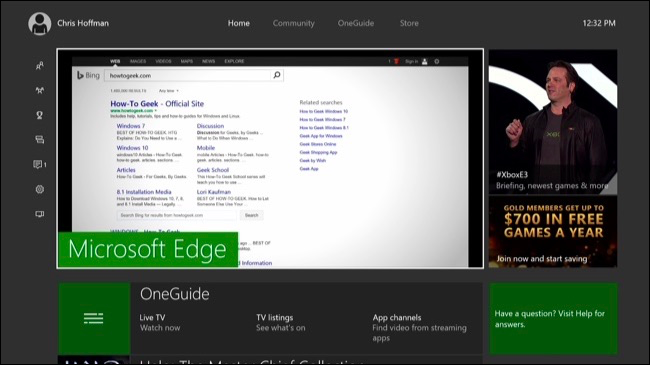 Chris Hoffman
Home
Community
OneGuide
Store
12:32 PM
WEB
IMAGES
VIDEOS
MAPS
NEWS
EXPLORE
Sign in
Bing
howtogeek.com
RESULTS
Any time
How-To Geek - Official Site
www.howtogeek.com
Includes help, tutorials, tips and how-to guides for Windows and Linux.
Windows 7
BEST OF HOW-TO GEEK. HTG
Explains: Do You Need to Use a ...
Discussion
Discussion for Geeks, by Geeks ...
What to Do When Windows ...
Windows 10
windows10 Articles - How-To Geek.
how-to geek articles, sections ...
Mobile
mobile Articles - How-To Geek.
how-to geek articles, sections ...
Articles
How-To Geek - For Geeks, By Geeks
Geek School
This How-To Geek School series
will teach you how to use ...
8.1 Installation Media
How to Download Windows 10, 7,
and 8.1 Install Media — Legally.
Lori Kaufman
BEST OF HOW-TO GEEK. How to
Let Someone Else Use Your ...
Search Bing for results from howtogeek.com
Search
Related searches
How to Geek Windows 7
How to Geek Windows 8
How to Geek Windows 8.1
Geek App for Windows
Geek Stores Online
Geek Shopping App
Geek by Wish
Geek App
BEST OF
Information
Microsoft Edge
#XboxE3
Briefing, newest games & more
GOLD MEMBERS GET UP TO
$700 IN FREE
GAMES A YEAR
Join now and start saving
OneGuide
Live TV
Watch now
TV listings
See what's on
App channels
Find video from streaming
apps
Have a question? Visit Help for
answers.
Halo: The Master Chief Collection